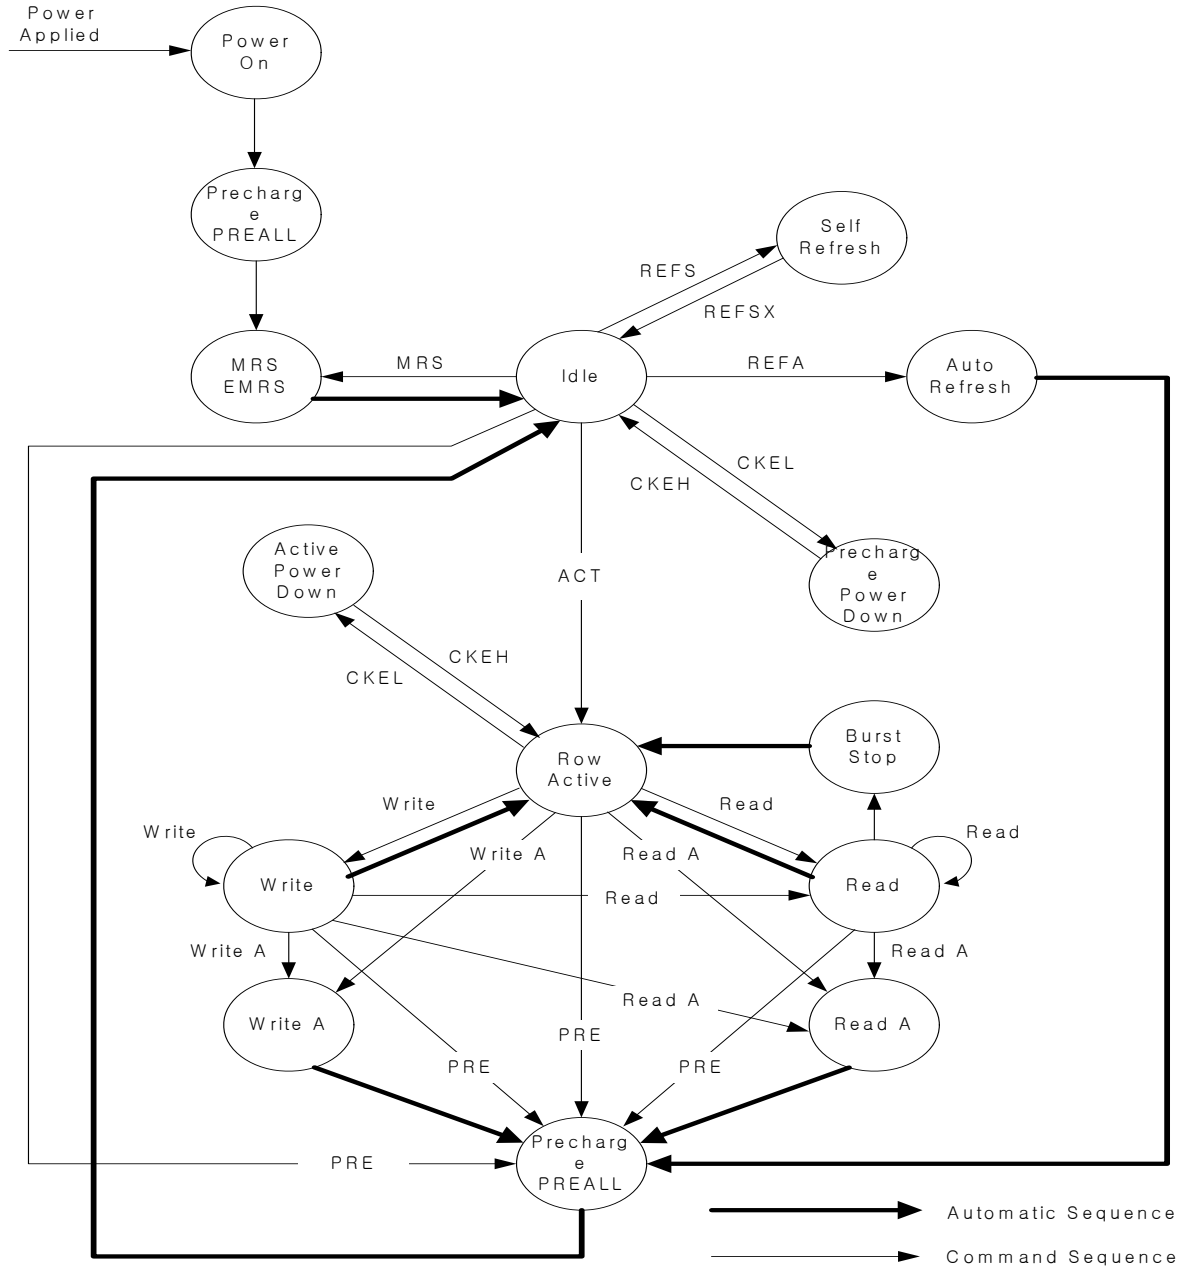 Power
Applied
Power
On
Precharg
e
PREALL
Self
Refresh
REFS
REFSX
MRS
EMRS
MRS
Idle
REFA
Auto
Refresh
CKEL
CKEH
Active
Power
Down
ACT
Precharg
e
Power
Down
CKEH
CKEL
Row
Active
Burst
Stop
Write
Read
Write
Write A
Read A
Read
Write
Read
Read
Write A
Read A
Read A
Write A
Read A
PRE
PRE
PRE
Precharg
e
PREALL
PRE
Automatic Sequence
Command Sequence